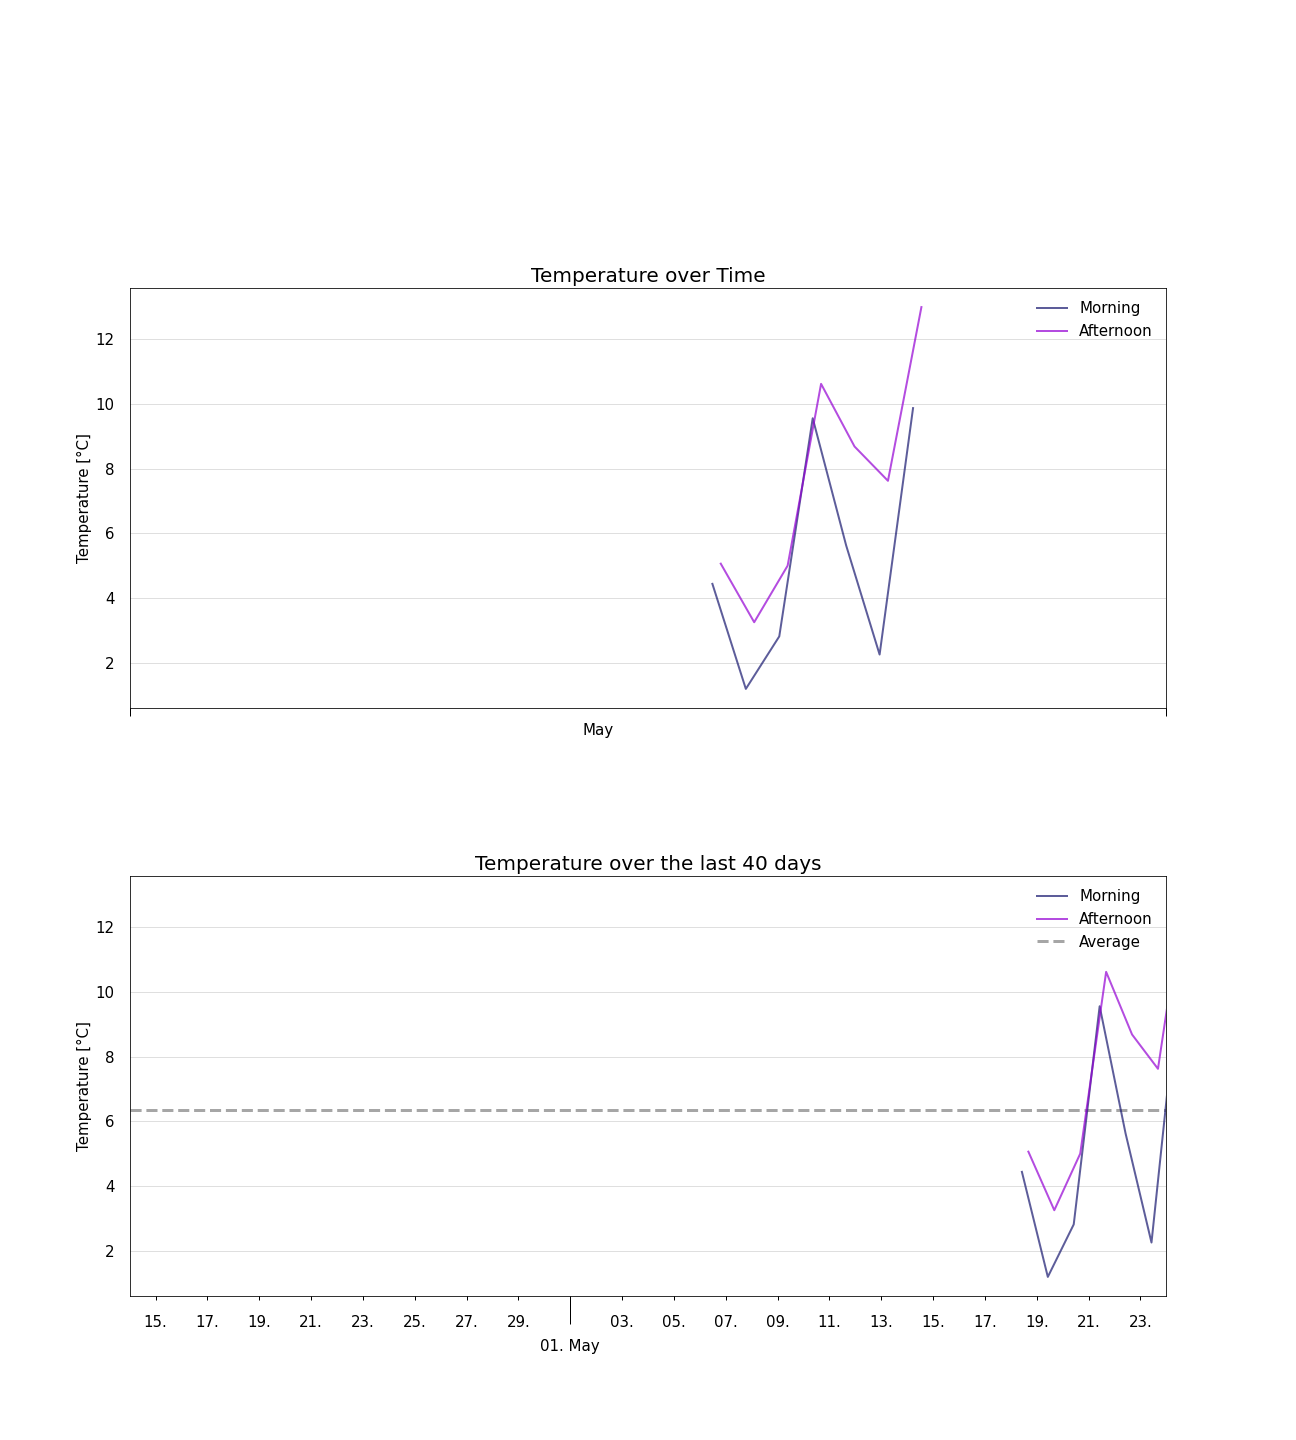 Temperature over Time
Morning
Afternoon
12
10
8
6
4
2
Temperature [°C]
May
Temperature over the last 40 days
Morning
Afternoon
Average
12
10
8
6
4
2
Temperature [°C]
15. 17. 19. 21. 23. 25. 27. 29. 03. 05. 07. 09. 11. 13. 15. 17. 19. 21. 23.
01. May